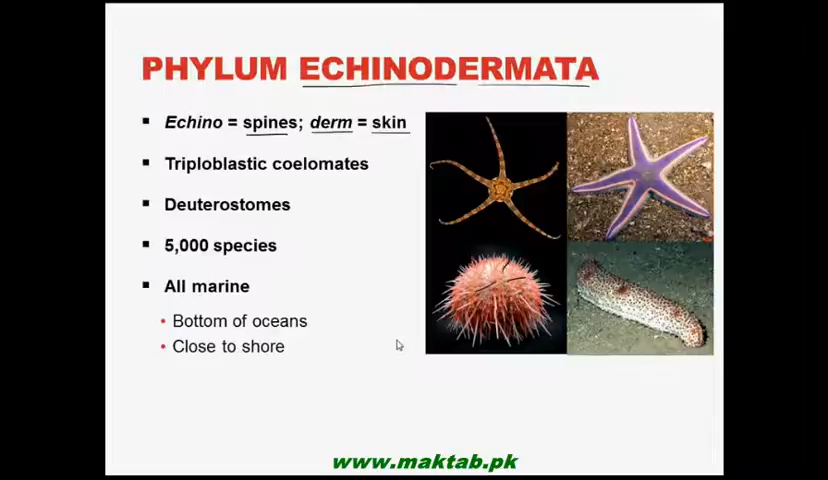 PHYLUM ECHINODERMATA
Echino = spines; derm = skin
Triploblastic coelomates
Deuterostomes
5,000 species
All marine
Bottom of oceans
Close to shore
www.maktab.pk